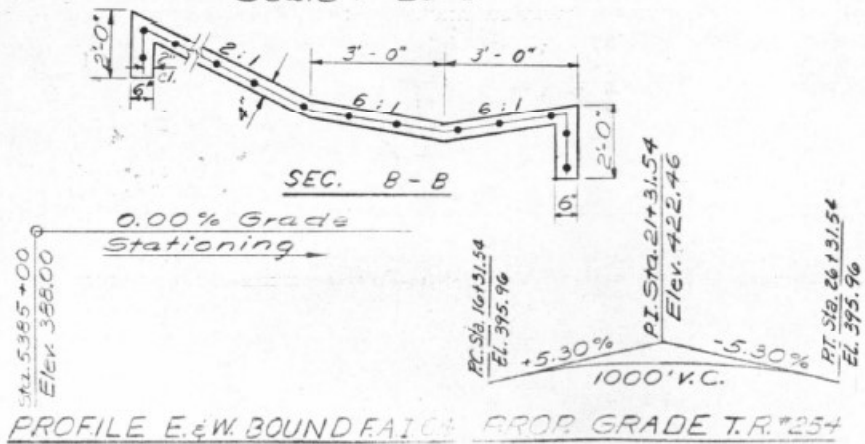 2'-0"
6"
2"
cl.
2:1
4"
3'-0"
3'-0"
6:1
6:1
2'-0"
6"
SEC. B-B
0.00% Grade
Stationing
Sta. 5385+00
Elev. 388.00
P.C. Sta. 16+31.54
El. 395.96
+5.30%
P.I. Sta. 21+31.54
Elev. 422.46
-5.30%
1000' V.C.
P.T. Sta. 26+31.54
El. 395.96
PROFILE E.&W. BOUND F.A.I.
PROP. GRADE T.R.#254